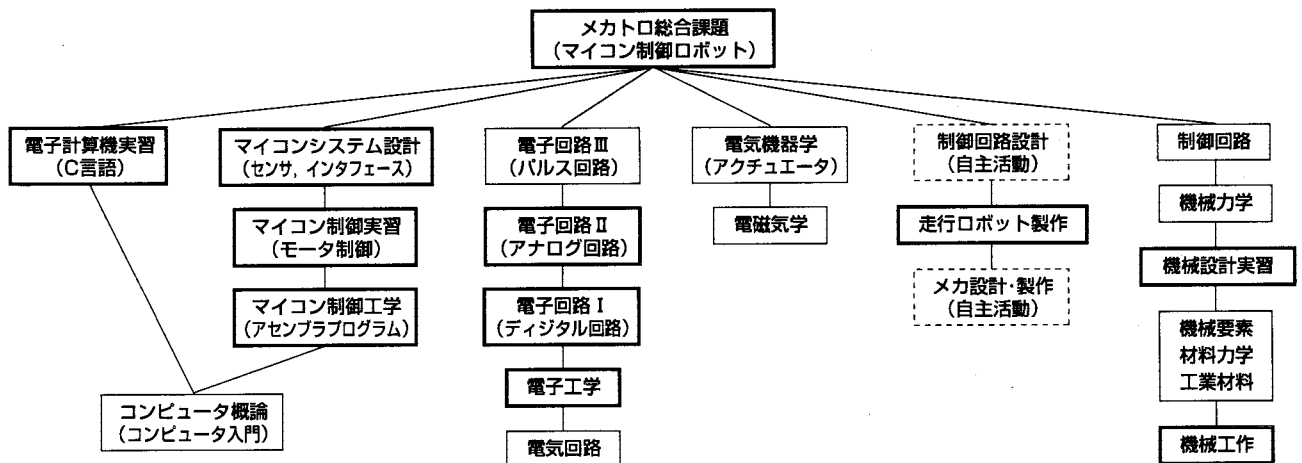 メカトロ総合課題
(マイコン制御ロボット)
電子計算機実習
(C言語)
マイコンシステム設計
(センサ, インタフェース)
マイコン制御実習
(モータ制御)
マイコン制御工学
(アセンブラプログラム)
コンピュータ概論
(コンピュータ入門)
電子回路Ⅲ
(パルス回路)
電子回路Ⅱ
(アナログ回路)
電子回路Ⅰ
(ディジタル回路)
電子工学
電気回路
電気機器学
(アクチュエータ)
電磁気学
制御回路設計
(自主活動)
走行ロボット製作
メカ設計・製作
(自主活動)
制御回路
機械力学
機械設計実習
機械要素
材料力学
工業材料
機械工作